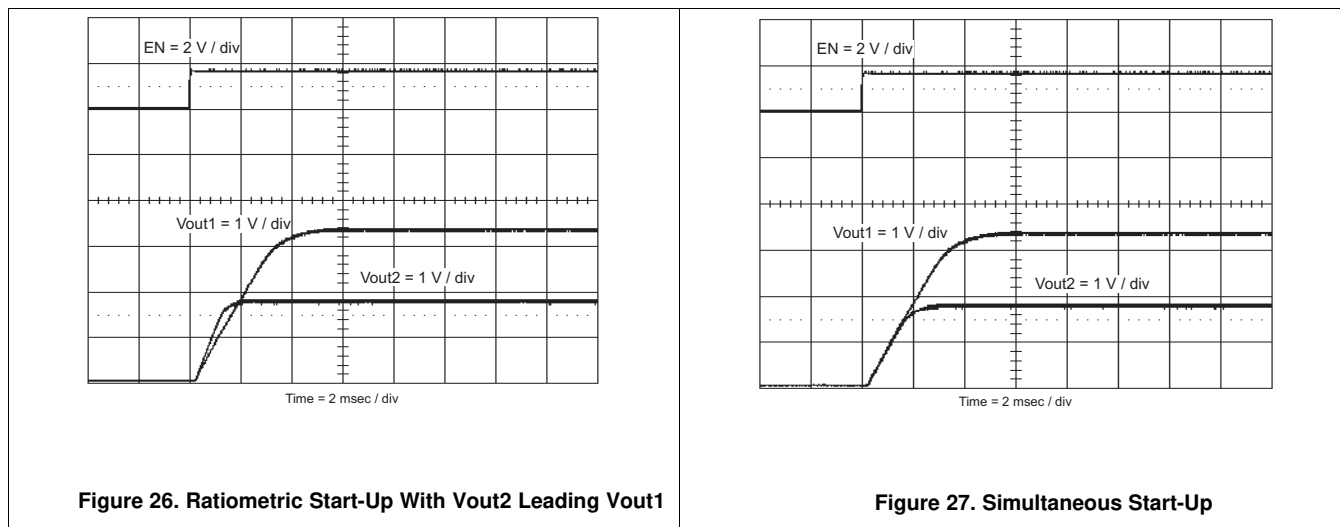 EN = 2 V / div
Vout1 = 1 V / div
Vout2 = 1 V / div
Time = 2 msec / div
Figure 26. Ratiometric Start-Up With Vout2 Leading Vout1
EN = 2 V / div
Vout1 = 1 V / div
Vout2 = 1 V / div
Time = 2 msec / div
Figure 27. Simultaneous Start-Up